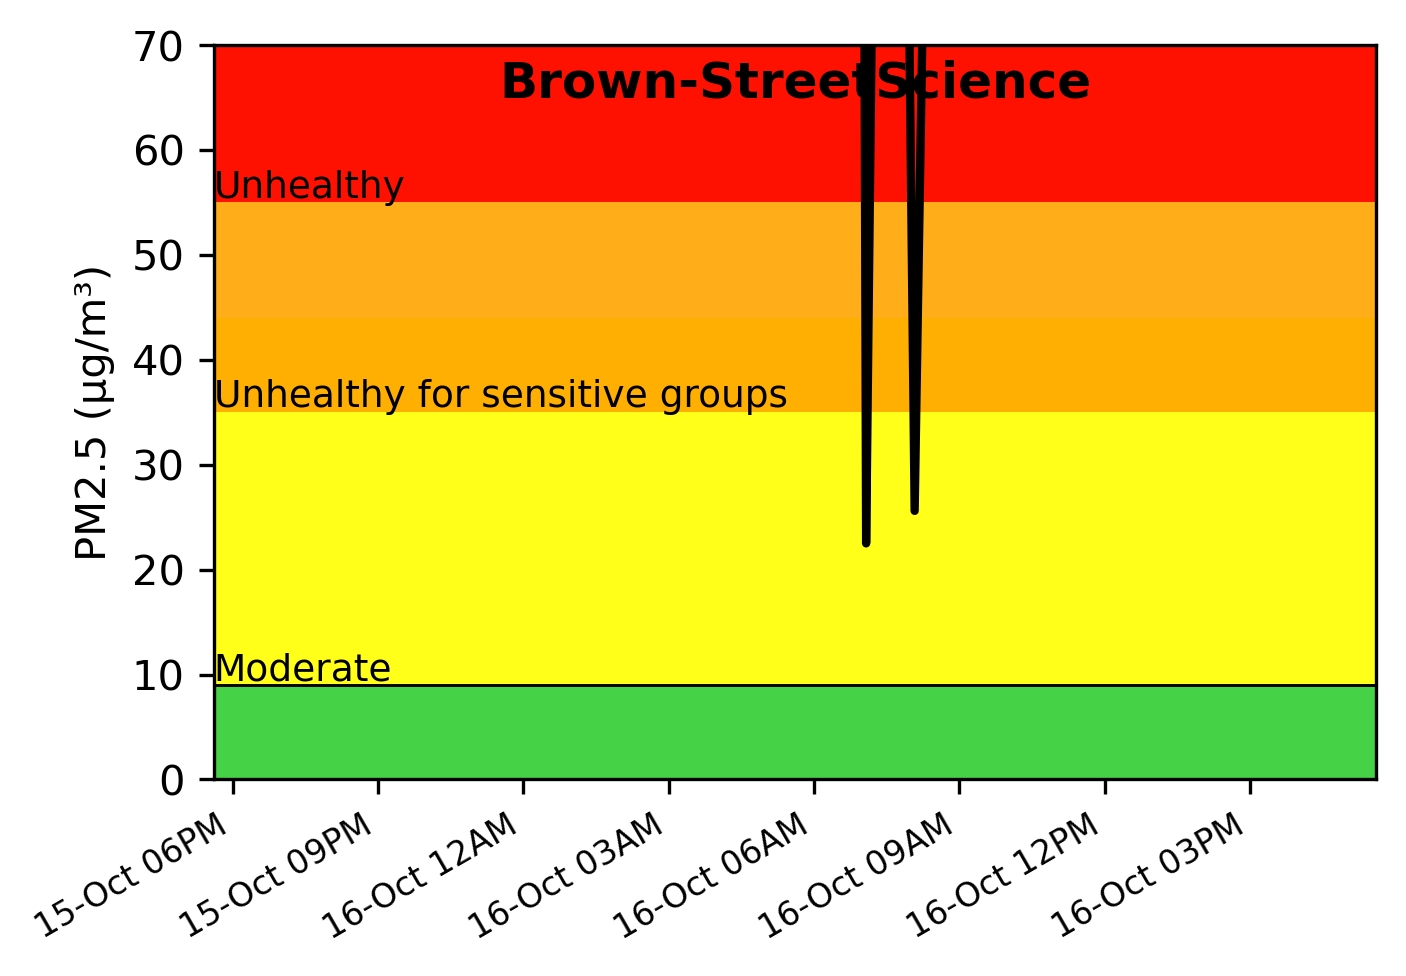 Brown-StreetScience
70
60
50
40
30
20
10
0
PM2.5 (µg/m³)
Unhealthy
Unhealthy for sensitive groups
Moderate
15-Oct 06PM
15-Oct 09PM
16-Oct 12AM
16-Oct 03AM
16-Oct 06AM
16-Oct 09AM
16-Oct 12PM
16-Oct 03PM